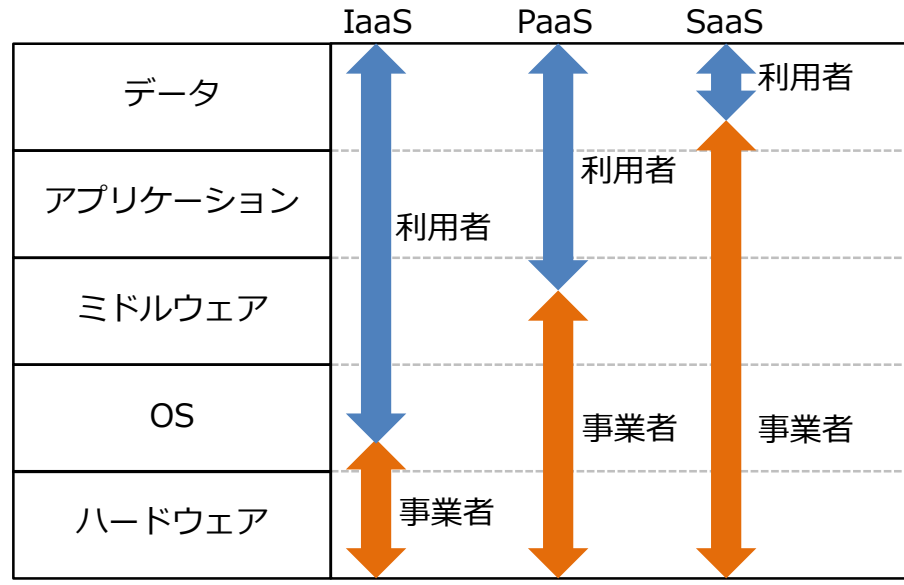 IaaS PaaS SaaS
データ
利用者
アプリケーション
利用者
利用者
ミドルウェア
OS
事業者
事業者
ハードウェア
事業者